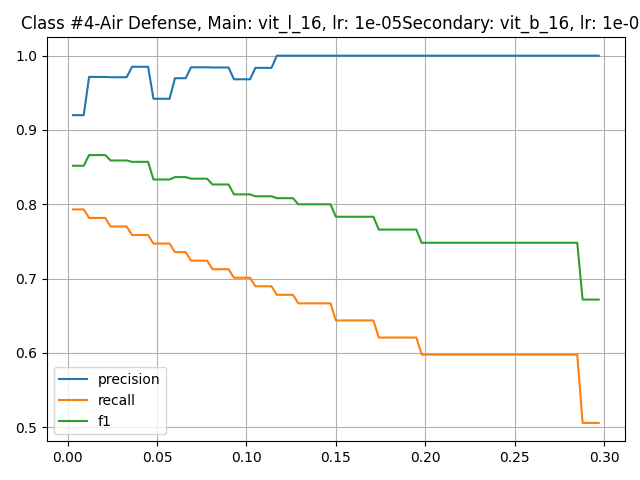 Class #4-Air Defense, Main: vit_l_16, lr: 1e-05Secondary: vit_b_16, lr: 1e-0
1.0
0.9
0.8
0.7
0.6
0.5
precision
recall
f1
0.00 0.05 0.10 0.15 0.20 0.25 0.30